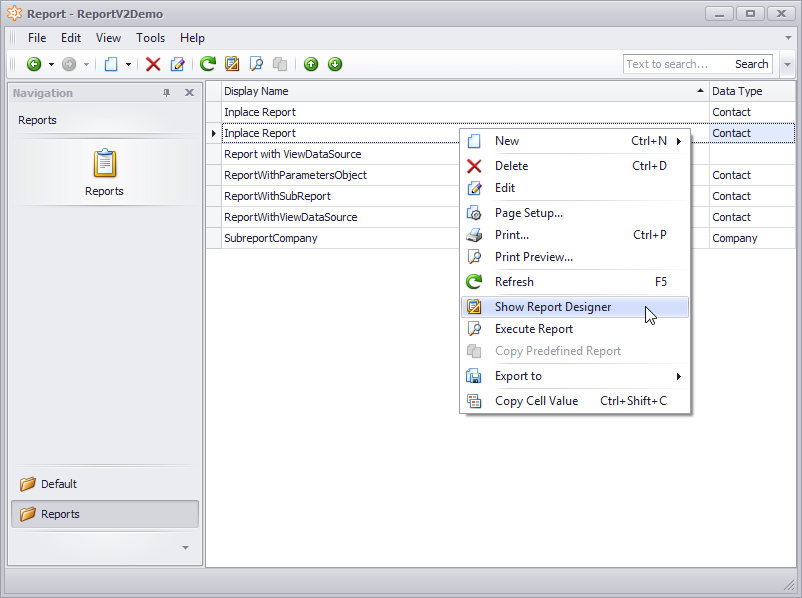 Report - ReportV2Demo
File Edit View Tools Help
Text to search... Search
Navigation
Reports
Reports
Default
Reports
Display Name Data Type
Inplace Report Contact
Inplace Report Contact
Report with ViewDataSource
ReportWithParametersObject Contact
ReportWithSubReport Contact
ReportWithViewDataSource Contact
SubreportCompany Company
New Ctrl+N
Delete Ctrl+D
Edit
Page Setup...
Print... Ctrl+P
Print Preview...
Refresh F5
Show Report Designer
Execute Report
Copy Predefined Report
Export to
Copy Cell Value Ctrl+Shift+C